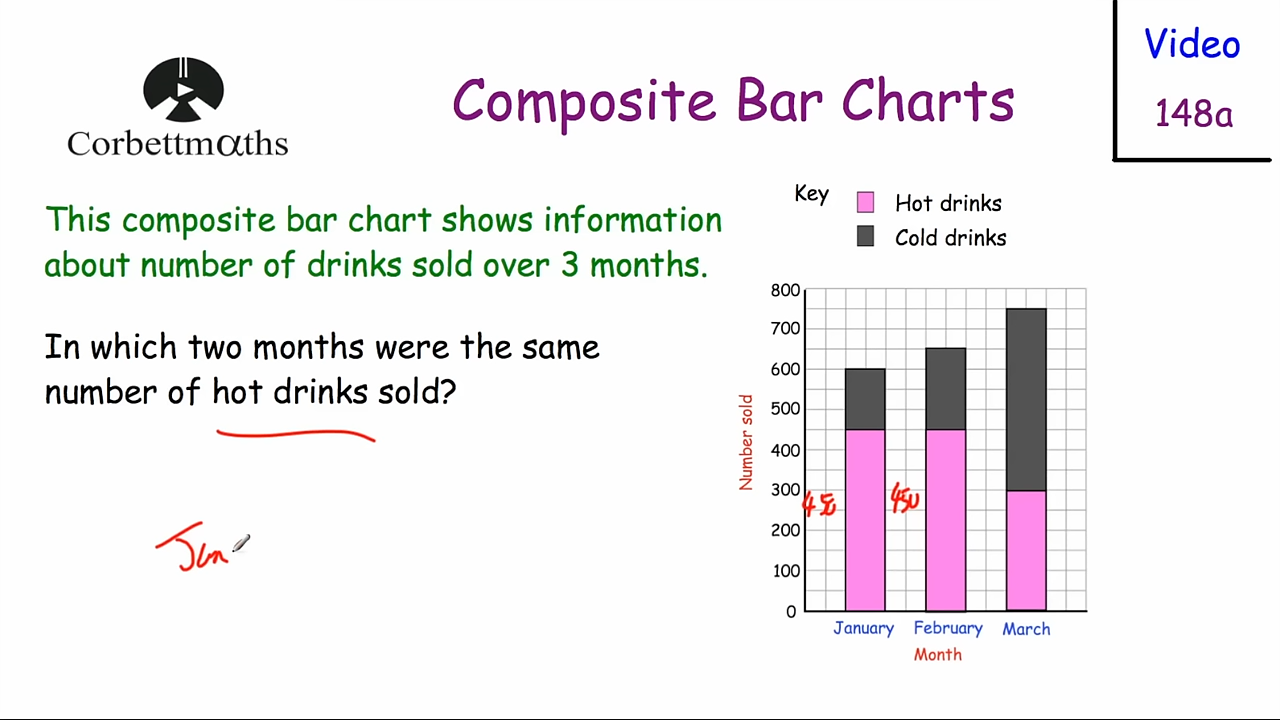 Video
148a
Corbettmαths
Composite Bar Charts
This composite bar chart shows information
about number of drinks sold over 3 months.
In which two months were the same
number of hot drinks sold?
Jan
Key
Hot drinks
Cold drinks
800
700
600
500
400
300
200
100
0
Number sold
450
450
January February March
Month